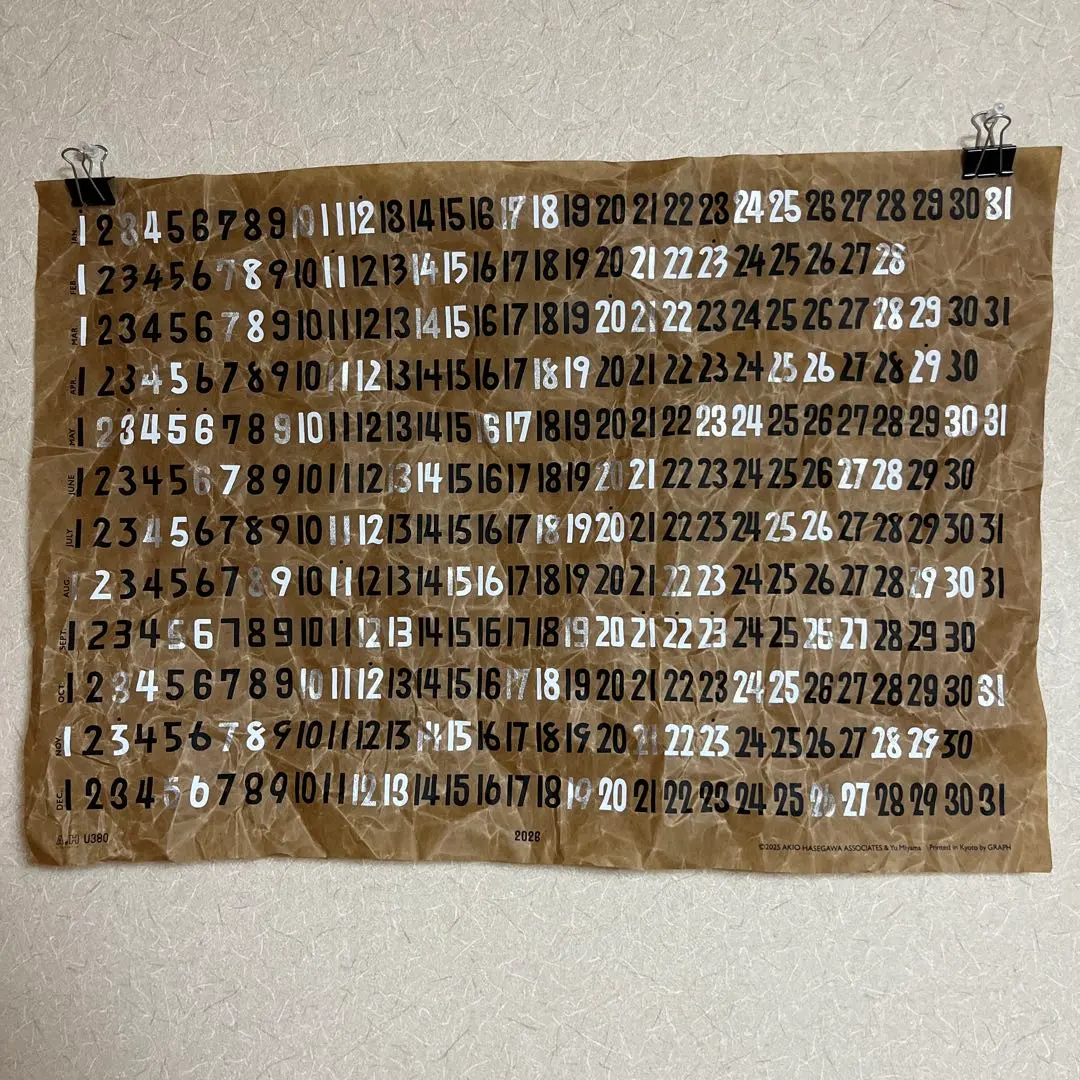 JAN. 1 2 3 4 5 6 7 8 9 10 11 12 13 14 15 16 17 18 19 20 21 22 23 24 25 26 27 28 29 30 31
FEB. 1 2 3 4 5 6 7 8 9 10 11 12 13 14 15 16 17 18 19 20 21 22 23 24 25 26 27 28
MAR. 1 2 3 4 5 6 7 8 9 10 11 12 13 14 15 16 17 18 19 20 21 22 23 24 25 26 27 28 29 30 31
APR. 1 2 3 4 5 6 7 8 9 10 11 12 13 14 15 16 17 18 19 20 21 22 23 24 25 26 27 28 29 30
MAY 1 2 3 4 5 6 7 8 9 10 11 12 13 14 15 16 17 18 19 20 21 22 23 24 25 26 27 28 29 30 31
JUNE 1 2 3 4 5 6 7 8 9 10 11 12 13 14 15 16 17 18 19 20 21 22 23 24 25 26 27 28 29 30
JULY 1 2 3 4 5 6 7 8 9 10 11 12 13 14 15 16 17 18 19 20 21 22 23 24 25 26 27 28 29 30 31
AUG. 1 2 3 4 5 6 7 8 9 10 11 12 13 14 15 16 17 18 19 20 21 22 23 24 25 26 27 28 29 30 31
SEPT. 1 2 3 4 5 6 7 8 9 10 11 12 13 14 15 16 17 18 19 20 21 22 23 24 25 26 27 28 29 30
OCT. 1 2 3 4 5 6 7 8 9 10 11 12 13 14 15 16 17 18 19 20 21 22 23 24 25 26 27 28 29 30 31
NOV. 1 2 3 4 5 6 7 8 9 10 11 12 13 14 15 16 17 18 19 20 21 22 23 24 25 26 27 28 29 30
DEC. 1 2 3 4 5 6 7 8 9 10 11 12 13 14 15 16 17 18 19 20 21 22 23 24 25 26 27 28 29 30 31
A.H U380 2026 ©2025 AKIO HASEGAWA ASSOCIATES & Yu Miyama Printed in Kyoto by GRAPH